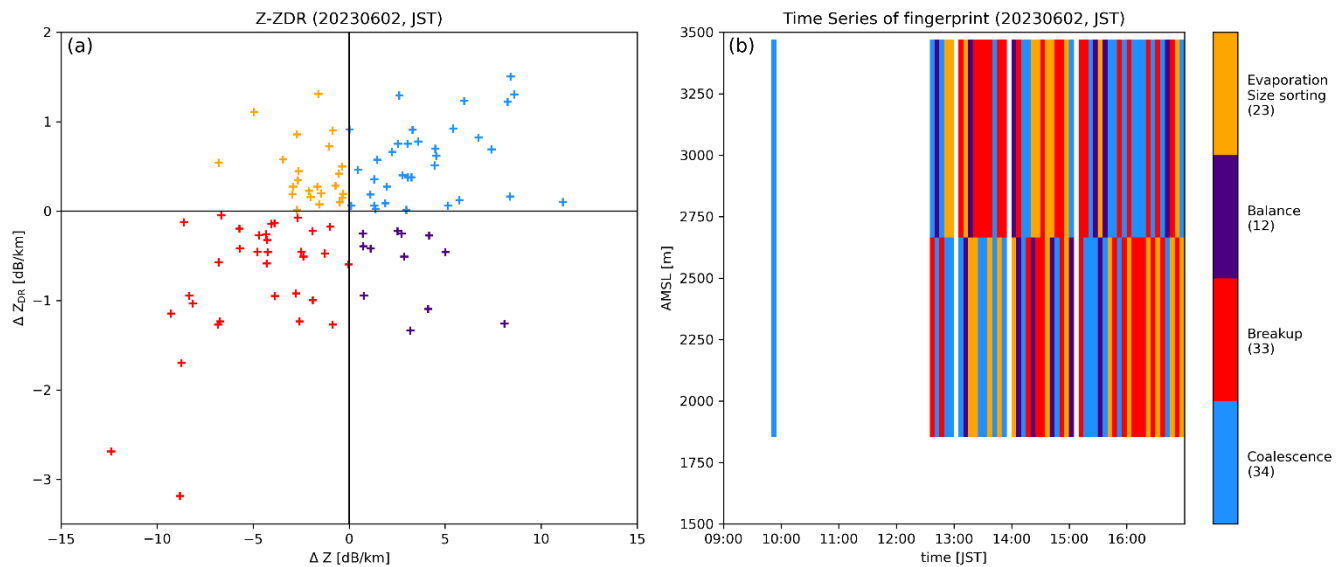 Z-ZDR (20230602, JST)
(a)
2
1
0
−1
−2
−3
Δ Z_DR [dB/km]
−15
−10
−5
0
5
10
15
Δ Z [dB/km]
Time Series of fingerprint (20230602, JST)
(b)
3500
3250
3000
2750
2500
2250
2000
1750
1500
AMSL [m]
09:00
10:00
11:00
12:00
13:00
14:00
15:00
16:00
time [JST]
Evaporation
Size sorting
(23)
Balance
(12)
Breakup
(33)
Coalescence
(34)